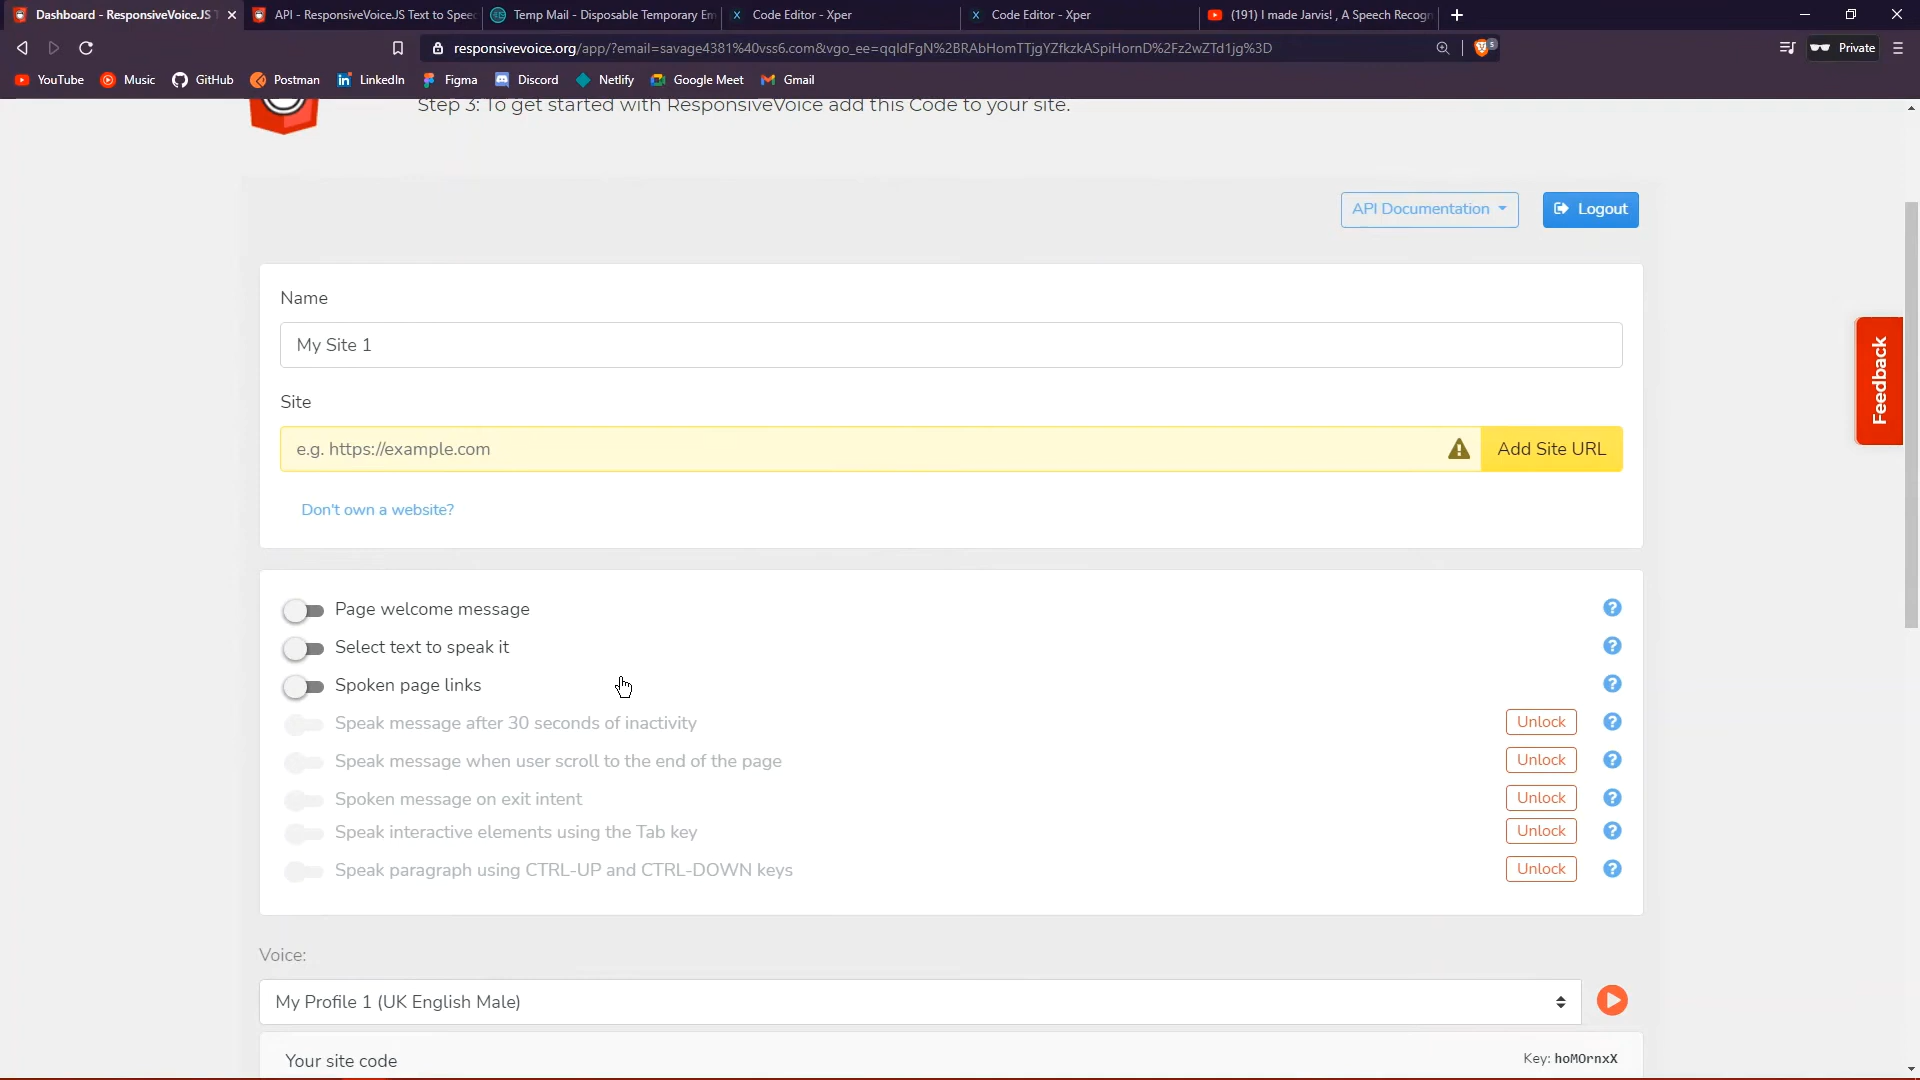 Dashboard - ResponsiveVoice.JS T
API - ResponsiveVoice.JS Text to Speec
Temp Mail - Disposable Temporary Em
Code Editor - Xper
Code Editor - Xper
(191) I made Jarvis! , A Speech Recogn
responsivevoice.org/app/?email=savage4381%40vss6.com&vgo_ee=qqIdFgN%2BRAbHomTTjgYZfkzkASpiHornD%2Fz2wZTd1jg%3D
5
Private
YouTube
Music
GitHub
Postman
LinkedIn
Figma
Discord
Netlify
Google Meet
Gmail
Step 3: To get started with ResponsiveVoice add this Code to your site.
API Documentation
Logout
Name
My Site 1
Site
e.g. https://example.com
Add Site URL
Don't own a website?
Feedback
Page welcome message
Select text to speak it
Spoken page links
Speak message after 30 seconds of inactivity
Unlock
Speak message when user scroll to the end of the page
Unlock
Spoken message on exit intent
Unlock
Speak interactive elements using the Tab key
Unlock
Speak paragraph using CTRL-UP and CTRL-DOWN keys
Unlock
Voice:
My Profile 1 (UK English Male)
Your site code
Key: hoMOrnxX